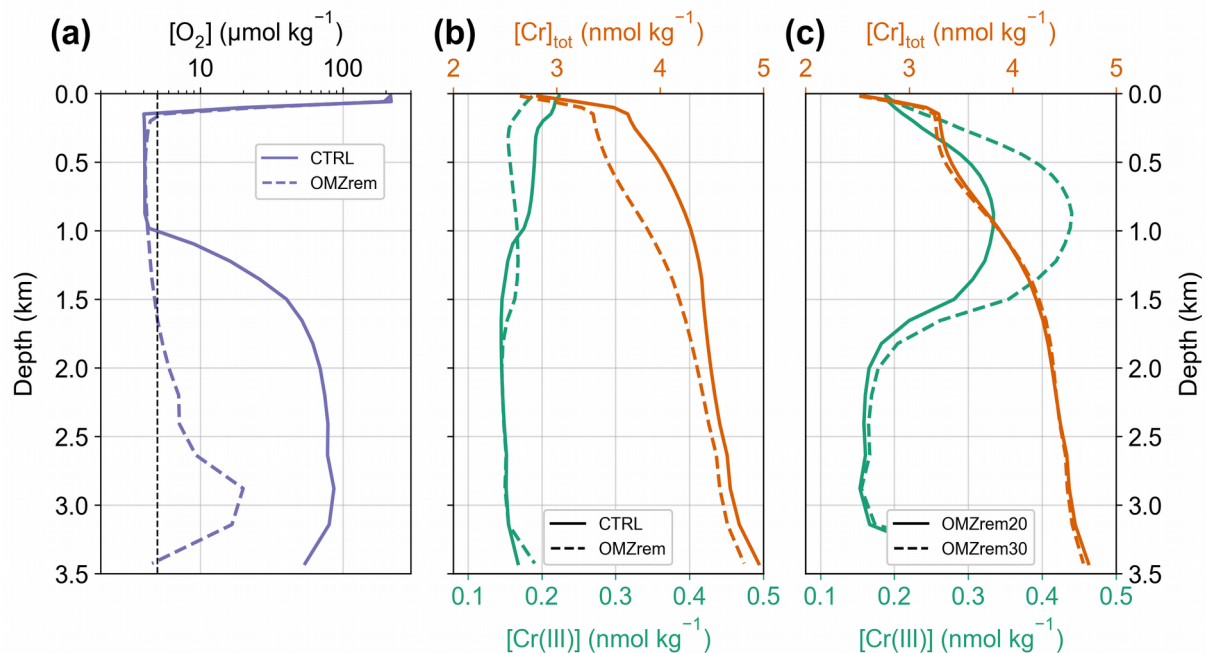 (a)
[O2] (μmol kg−1)
10
100
0.0
0.5
1.0
1.5
2.0
2.5
3.0
3.5
Depth (km)
CTRL
OMZrem
(b)
[Cr]tot (nmol kg−1)
2
3
4
5
CTRL
OMZrem
0.1
0.2
0.3
0.4
0.5
[Cr(III)] (nmol kg−1)
(c)
[Cr]tot (nmol kg−1)
2
3
4
5
0.0
0.5
1.0
1.5
2.0
2.5
3.0
3.5
Depth (km)
OMZrem20
OMZrem30
0.1
0.2
0.3
0.4
0.5
[Cr(III)] (nmol kg−1)